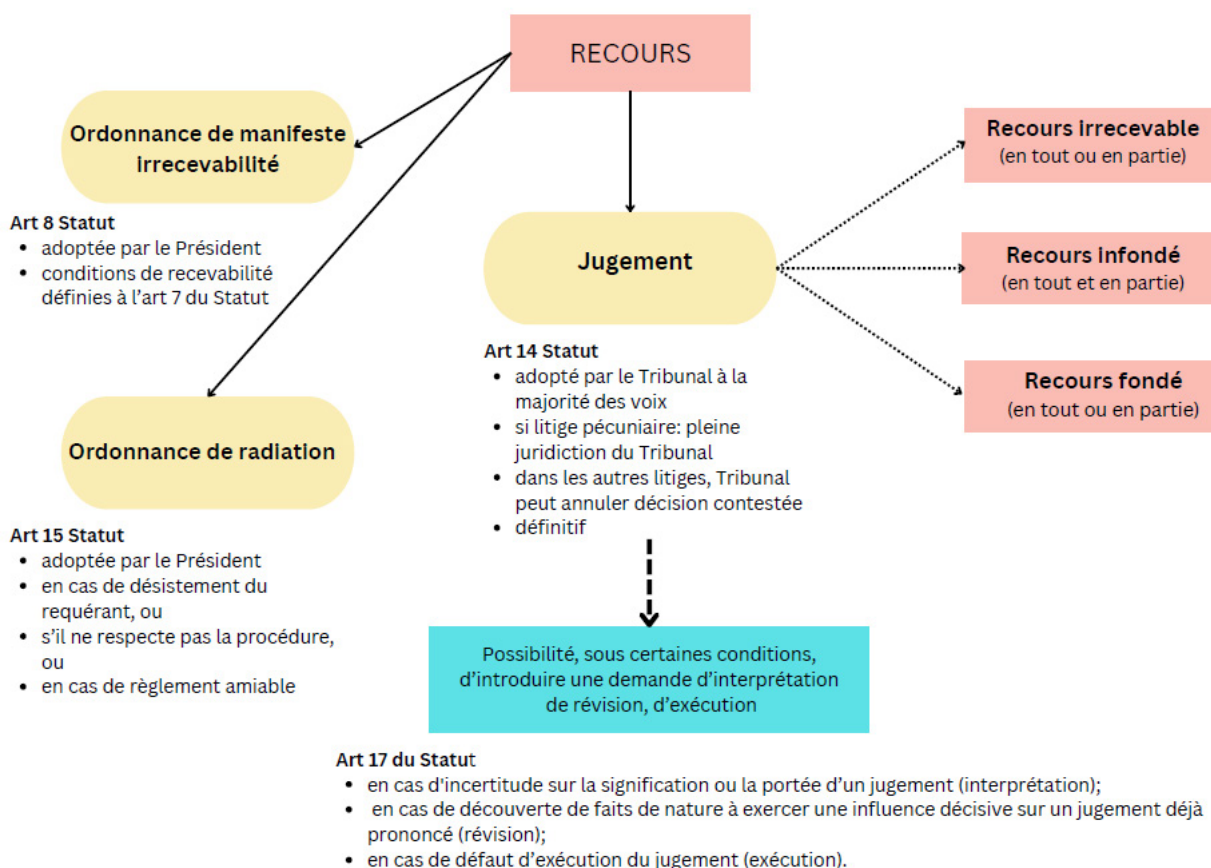 RECOURS
Ordonnance de manifeste
irrecevabilité
Art 8 Statut
• adoptée par le Président
• conditions de recevabilité
définies à l’art 7 du Statut
Ordonnance de radiation
Art 15 Statut
• adoptée par le Président
• en cas de désistement du
requérant, ou
• s’il ne respecte pas la procédure,
ou
• en cas de règlement amiable
Jugement
Art 14 Statut
• adopté par le Tribunal à la
majorité des voix
• si litige pécuniaire: pleine
juridiction du Tribunal
• dans les autres litiges, Tribunal
peut annuler décision contestée
• définitif
Recours irrecevable
(en tout ou en partie)
Recours infondé
(en tout et en partie)
Recours fondé
(en tout ou en partie)
Possibilité, sous certaines conditions,
d’introduire une demande d’interprétation
de révision, d’exécution
Art 17 du Statut
• en cas d'incertitude sur la signification ou la portée d’un jugement (interprétation);
• en cas de découverte de faits de nature à exercer une influence décisive sur un jugement déjà
prononcé (révision);
• en cas de défaut d’exécution du jugement (exécution).